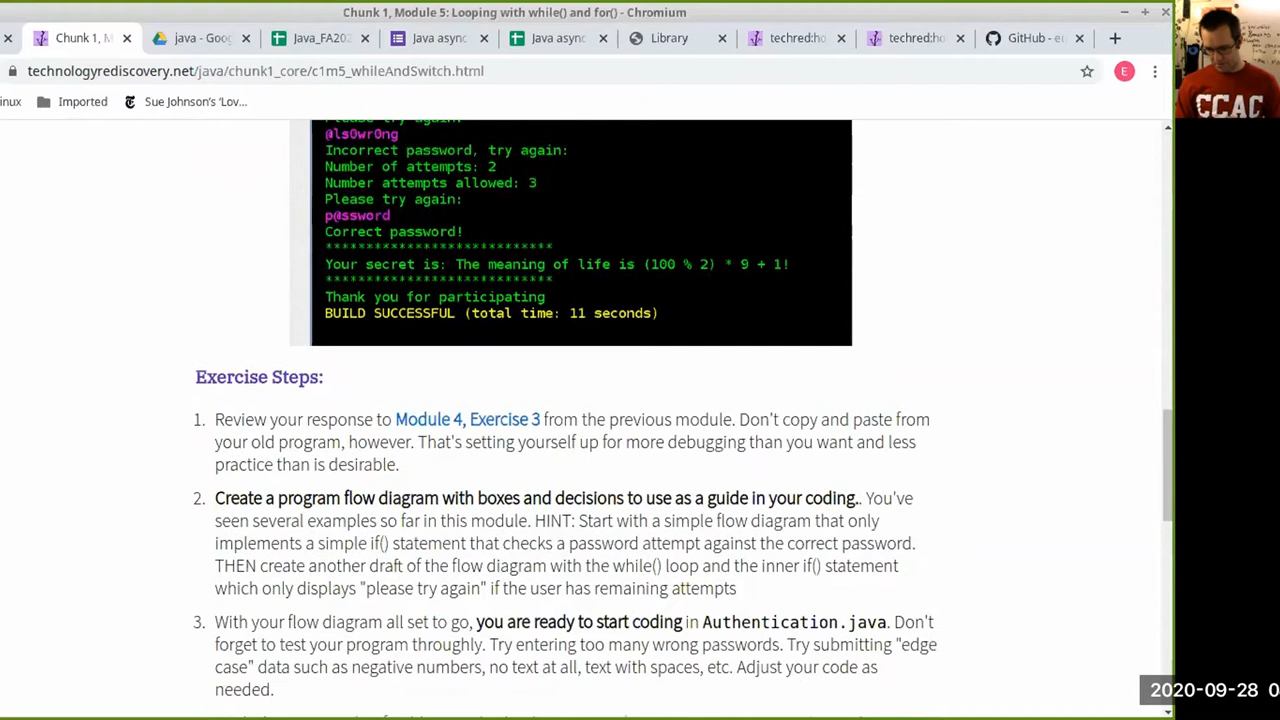 Chunk 1, Module 5: Looping with while() and for() - Chromium
Chunk 1, M
java - Goog
Java_FA202
Java async
Java async
Library
techred:ho
techred:ho
GitHub - e
technologyrediscovery.net/java/chunk1_core/c1m5_whileAndSwitch.html
E
inux
Imported
Sue Johnson's 'Lov...
Please try again:
@ls0wr0ng
Incorrect password, try again:
Number of attempts: 2
Number attempts allowed: 3
Please try again:
p@ssword
Correct password!
****************************
Your secret is: The meaning of life is (100 % 2) * 9 + 1!
****************************
Thank you for participating
BUILD SUCCESSFUL (total time: 11 seconds)
Exercise Steps:
1. Review your response to Module 4, Exercise 3 from the previous module. Don't copy and paste from
your old program, however. That's setting yourself up for more debugging than you want and less
practice than is desirable.
2. Create a program flow diagram with boxes and decisions to use as a guide in your coding.. You've
seen several examples so far in this module. HINT: Start with a simple flow diagram that only
implements a simple if() statement that checks a password attempt against the correct password.
THEN create another draft of the flow diagram with the while() loop and the inner if() statement
which only displays "please try again" if the user has remaining attempts
3. With your flow diagram all set to go, you are ready to start coding in Authentication.java. Don't
forget to test your program throughly. Try entering too many wrong passwords. Try submitting "edge
case" data such as negative numbers, no text at all, text with spaces, etc. Adjust your code as
needed.
CCAC
2020-09-28 0